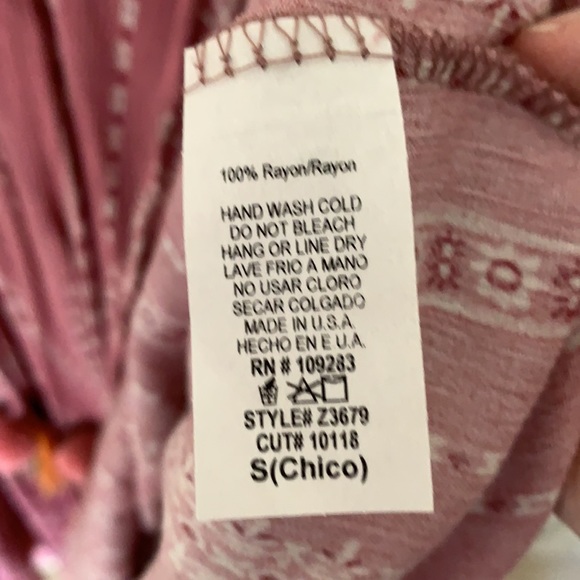 100% Rayon/Rayon
HAND WASH COLD
DO NOT BLEACH
HANG OR LINE DRY
LAVE FRIO A MANO
NO USAR CLORO
SECAR COLGADO
MADE IN U.S.A.
HECHO EN E U.A.
RN # 109283
STYLE# Z3679
CUT# 10118
S(Chico)